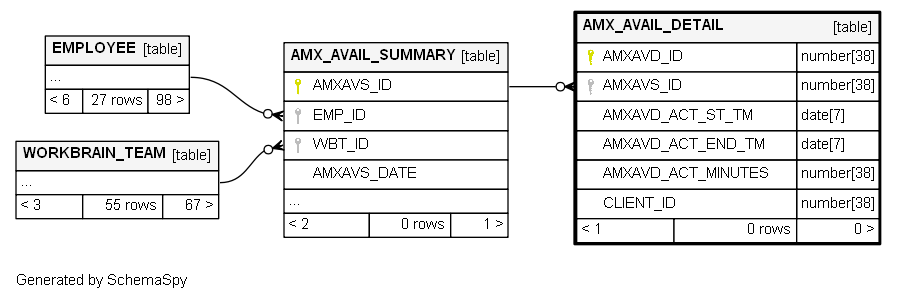 EMPLOYEE [table]
...
< 6 27 rows 98 >
WORKBRAIN_TEAM [table]
...
< 3 55 rows 67 >
AMX_AVAIL_SUMMARY [table]
AMXAVS_ID
EMP_ID
WBT_ID
AMXAVS_DATE
...
< 2 0 rows 1 >
AMX_AVAIL_DETAIL [table]
AMXAVD_ID number[38]
AMXAVS_ID number[38]
AMXAVD_ACT_ST_TM date[7]
AMXAVD_ACT_END_TM date[7]
AMXAVD_ACT_MINUTES number[38]
CLIENT_ID number[38]
< 1 0 rows 0 >
Generated by SchemaSpy